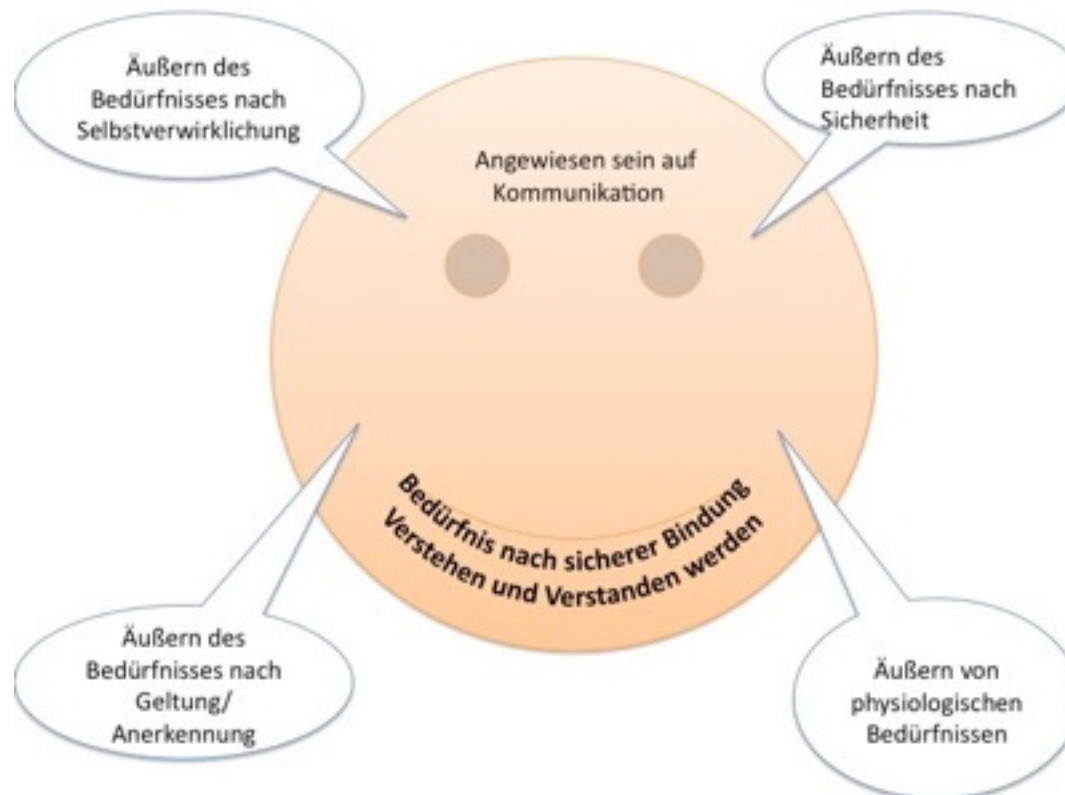 Äußern des
Bedürfnisses nach
Selbstverwirklichung
Äußern des
Bedürfnisses nach
Sicherheit
Angewiesen sein auf
Kommunikation
Bedürfnis nach sicherer Bindung
Verstehen und Verstanden werden
Äußern des
Bedürfnisses nach
Geltung/
Anerkennung
Äußern von
physiologischen
Bedürfnissen